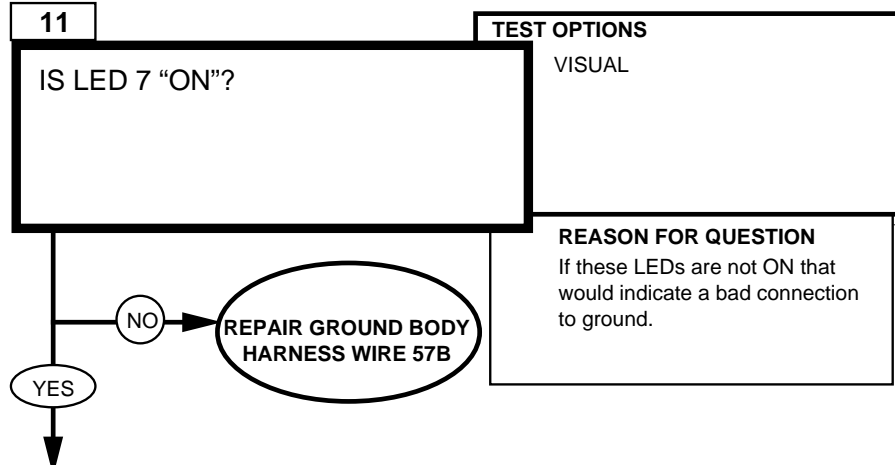 11
IS LED 7 “ON”?
TEST OPTIONS
VISUAL
REASON FOR QUESTION
If these LEDs are not ON that
would indicate a bad connection
to ground.
NO
REPAIR GROUND BODY
HARNESS WIRE 57B
YES